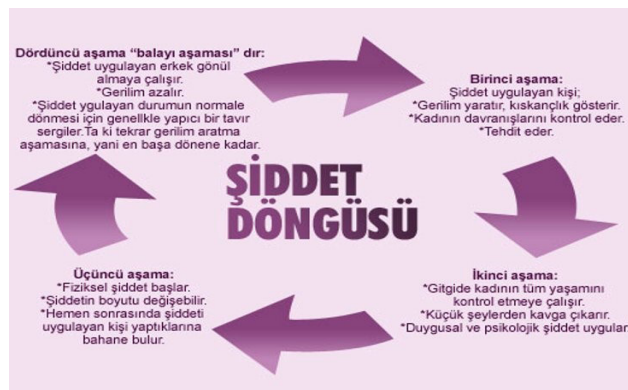 Dördüncü aşama “balayı aşaması” dır:
*Şiddet uygulayan erkek gönül
almaya çalışır.
*Gerilim azalır.
*Şiddet ygulayan durumun normale
dönmesi için genellkle yapıcı bir tavır
sergiler.Ta ki tekrar gerilim aratma
aşamasına, yani en başa dönene kadar.
Birinci aşama:
Şiddet uygulayan kişi;
*Gerilim yaratır, kıskançlık gösterir.
*Kadının davranışlarını kontrol eder.
*Tehdit eder.
ŞİDDET
DÖNGÜSÜ
İkinci aşama:
*Gitgide kadının tüm yaşamını
kontrol etmeye çalışır.
*Küçük şeylerden kavga çıkarır.
*Duygusal ve psikolojik şiddet uygular
Üçüncü aşama:
*Fiziksel şiddet başlar.
*Şiddetin boyutu değişebilir.
*Hemen sonrasında şiddeti
uygulayan kişi yaptıklarına
bahane bulur.